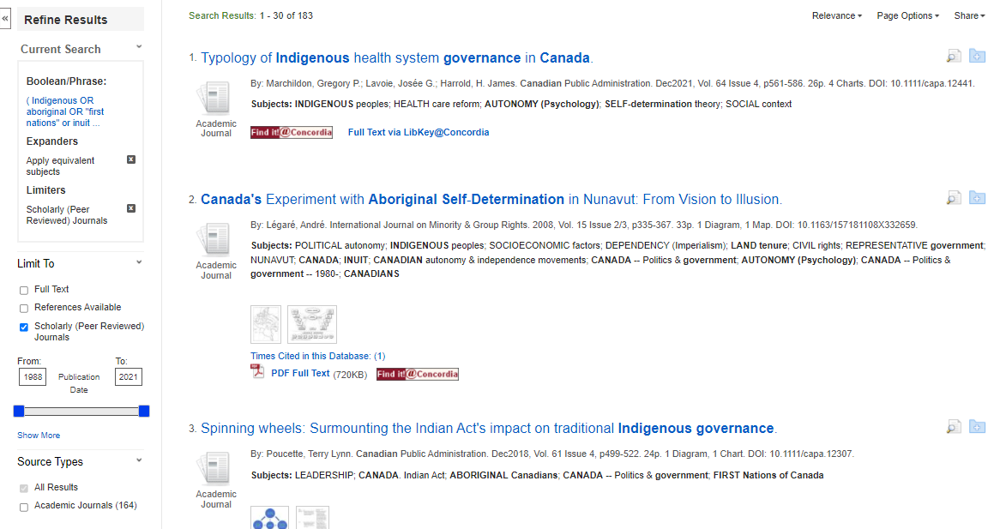 «
Refine Results
Current Search
Boolean/Phrase:
( Indigenous OR
aboriginal OR "first
nations" or inuit ...
Expanders
Apply equivalent
subjects
Limiters
Scholarly (Peer
Reviewed) Journals
Limit To
Full Text
References Available
Scholarly (Peer Reviewed)
Journals
From:
To:
1988
Publication
Date
2021
Show More
Source Types
All Results
Academic Journals (164)
Search Results: 1 - 30 of 183
Relevance
Page Options
Share
1. Typology of Indigenous health system governance in Canada.
By: Marchildon, Gregory P.; Lavoie, Josée G.; Harrold, H. James. Canadian Public Administration. Dec2021, Vol. 64 Issue 4, p561-586. 26p. 4 Charts. DOI: 10.1111/capa.12441.
Subjects: INDIGENOUS peoples; HEALTH care reform; AUTONOMY (Psychology); SELF-determination theory; SOCIAL context
Academic
Journal
Find it!@Concordia
Full Text via LibKey@Concordia
2. Canada's Experiment with Aboriginal Self-Determination in Nunavut: From Vision to Illusion.
By: Légaré, André. International Journal on Minority & Group Rights. 2008, Vol. 15 Issue 2/3, p335-367. 33p. 1 Diagram, 1 Map. DOI: 10.1163/157181108X332659.
Subjects: POLITICAL autonomy; INDIGENOUS peoples; SOCIOECONOMIC factors; DEPENDENCY (Imperialism); LAND tenure; CIVIL rights; REPRESENTATIVE government;
NUNAVUT; CANADA; INUIT; CANADIAN autonomy & independence movements; CANADA -- Politics & government; AUTONOMY (Psychology); CANADA -- Politics &
government -- 1980-; CANADIANS
Academic
Journal
Times Cited in this Database: (1)
PDF Full Text (720KB)
Find it!@Concordia
3. Spinning wheels: Surmounting the Indian Act's impact on traditional Indigenous governance.
By: Poucette, Terry Lynn. Canadian Public Administration. Dec2018, Vol. 61 Issue 4, p499-522. 24p. 1 Diagram, 1 Chart. DOI: 10.1111/capa.12307.
Subjects: LEADERSHIP; CANADA. Indian Act; ABORIGINAL Canadians; CANADA -- Politics & government; FIRST Nations of Canada
Academic
Journal